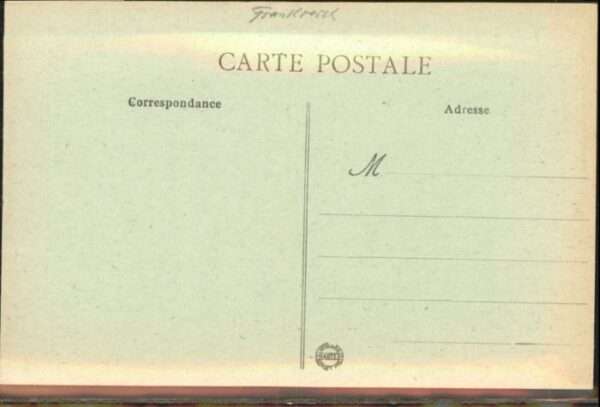 Frankreich
CARTE POSTALE
Correspondance
Adresse
M